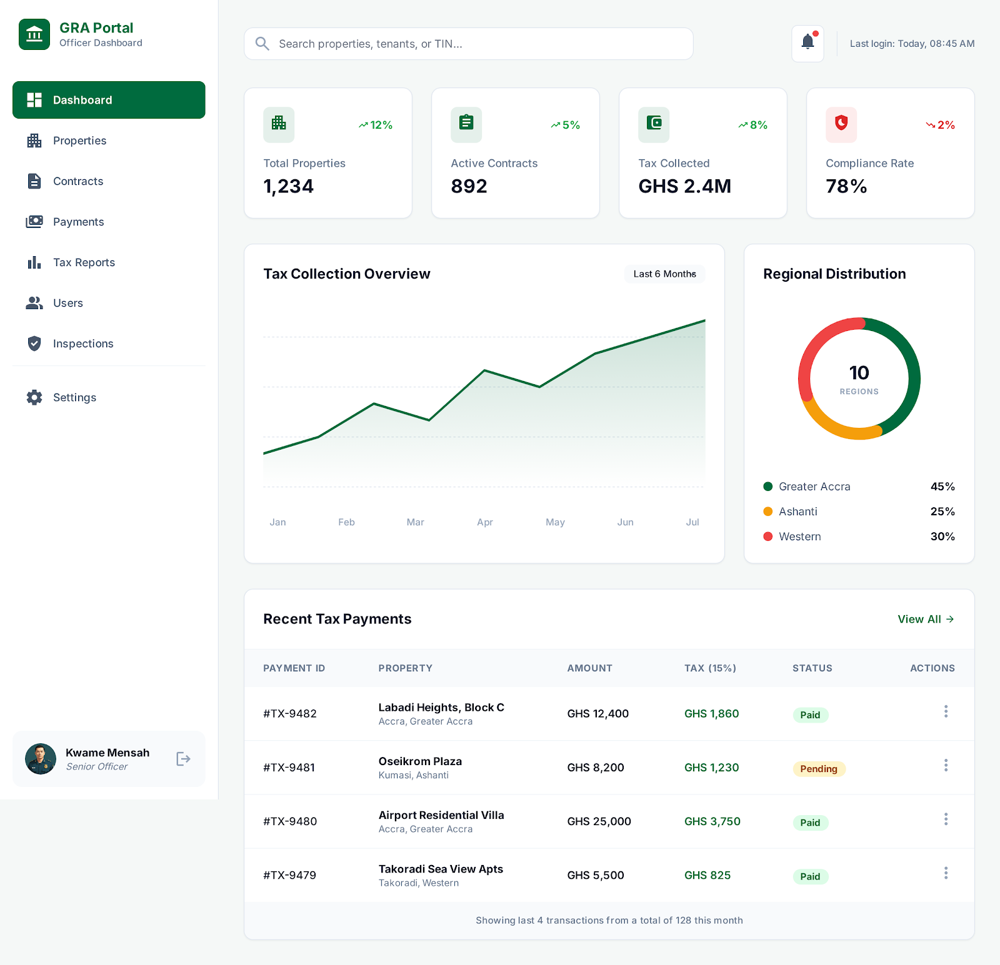 GRA Portal
Officer Dashboard
Dashboard
Properties
Contracts
Payments
Tax Reports
Users
Inspections
Settings
Kwame Mensah
Senior Officer
Search properties, tenants, or TIN...
Last login: Today, 08:45 AM
12%
Total Properties
1,234
5%
Active Contracts
892
8%
Tax Collected
GHS 2.4M
2%
Compliance Rate
78%
Tax Collection Overview
Last 6 Months
Jan Feb Mar Apr May Jun Jul
Regional Distribution
10
REGIONS
Greater Accra 45%
Ashanti 25%
Western 30%
Recent Tax Payments
View All →
PAYMENT ID PROPERTY AMOUNT TAX (15%) STATUS ACTIONS
#TX-9482 Labadi Heights, Block C GHS 12,400 GHS 1,860 Paid
Accra, Greater Accra
#TX-9481 Oseikrom Plaza GHS 8,200 GHS 1,230 Pending
Kumasi, Ashanti
#TX-9480 Airport Residential Villa GHS 25,000 GHS 3,750 Paid
Accra, Greater Accra
#TX-9479 Takoradi Sea View Apts GHS 5,500 GHS 825 Paid
Takoradi, Western
Showing last 4 transactions from a total of 128 this month